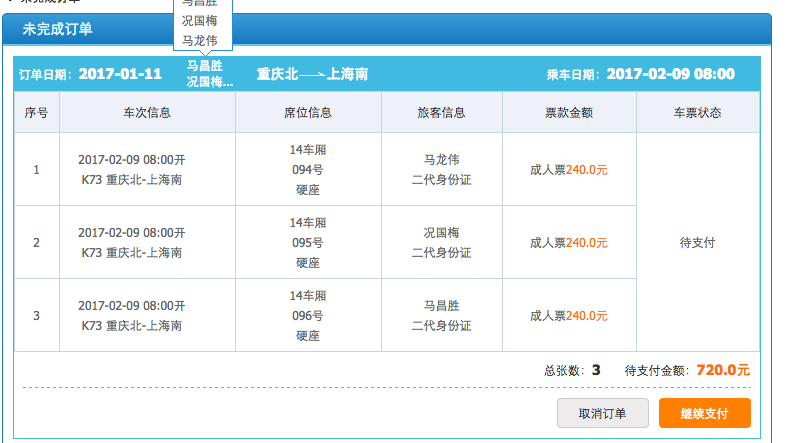 未完成订单
马昌胜
况国梅
马龙伟
未完成订单
订单日期：2017-01-11
马昌胜
况国梅...
重庆北——>上海南
乘车日期：2017-02-09 08:00
序号 车次信息 席位信息 旅客信息 票款金额 车票状态
1
2017-02-09 08:00开
K73 重庆北-上海南
14车厢
094号
硬座
马龙伟
二代身份证
成人票240.0元
待支付
2
2017-02-09 08:00开
K73 重庆北-上海南
14车厢
095号
硬座
况国梅
二代身份证
成人票240.0元
3
2017-02-09 08:00开
K73 重庆北-上海南
14车厢
096号
硬座
马昌胜
二代身份证
成人票240.0元
总张数：3 待支付金额：720.0元
取消订单 继续支付